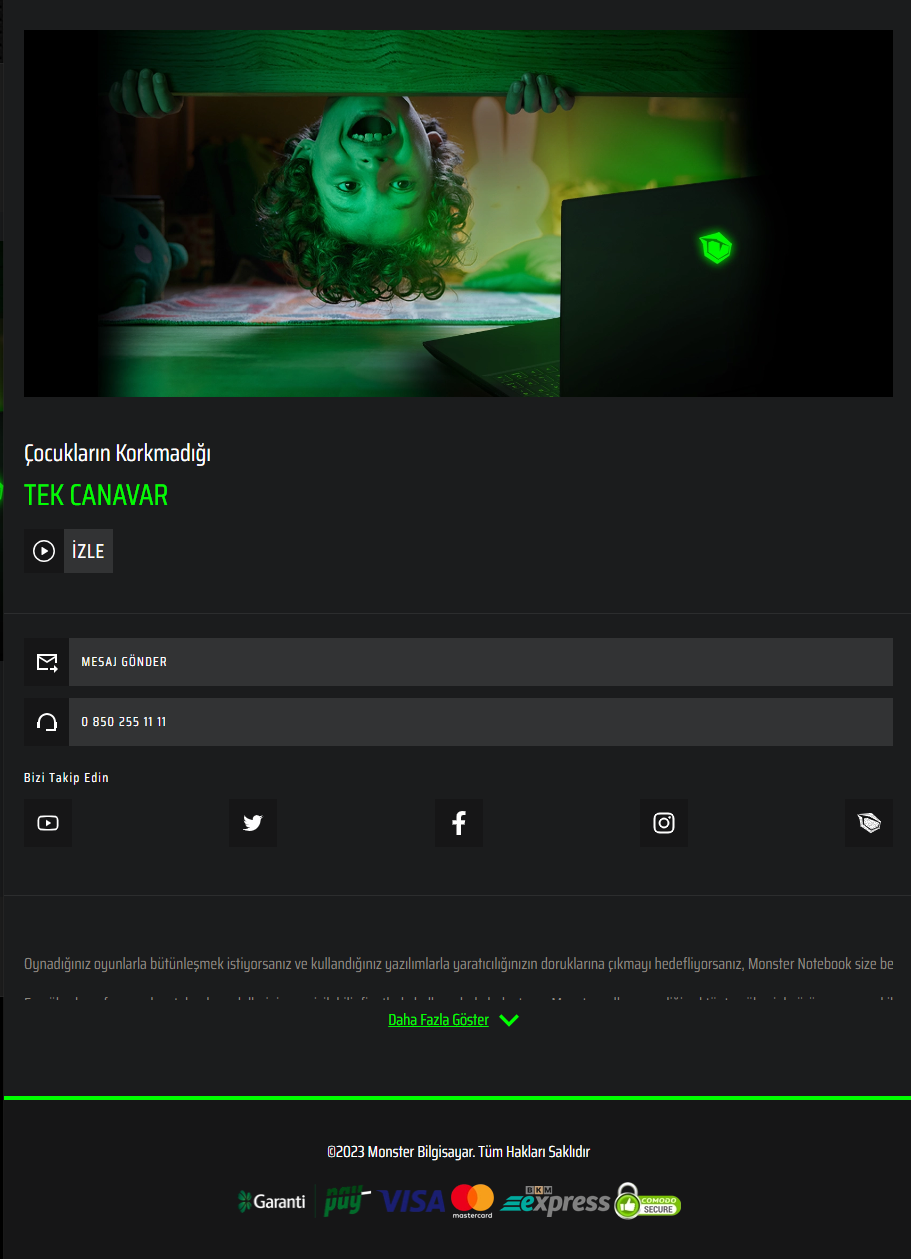 Çocukların Korkmadığı
TEK CANAVAR
İZLE
MESAJ GÖNDER
0 850 255 11 11
Bizi Takip Edin
Oynadığınız oyunlarla bütünleşmek istiyorsanız ve kullandığınız yazılımlarla yaratıcılığınızın doruklarına çıkmayı hedefliyorsanız, Monster Notebook size be
Daha Fazla Göster
©2023 Monster Bilgisayar. Tüm Hakları Saklıdır
Garanti pay VISA mastercard BKM express COMODO SECURE